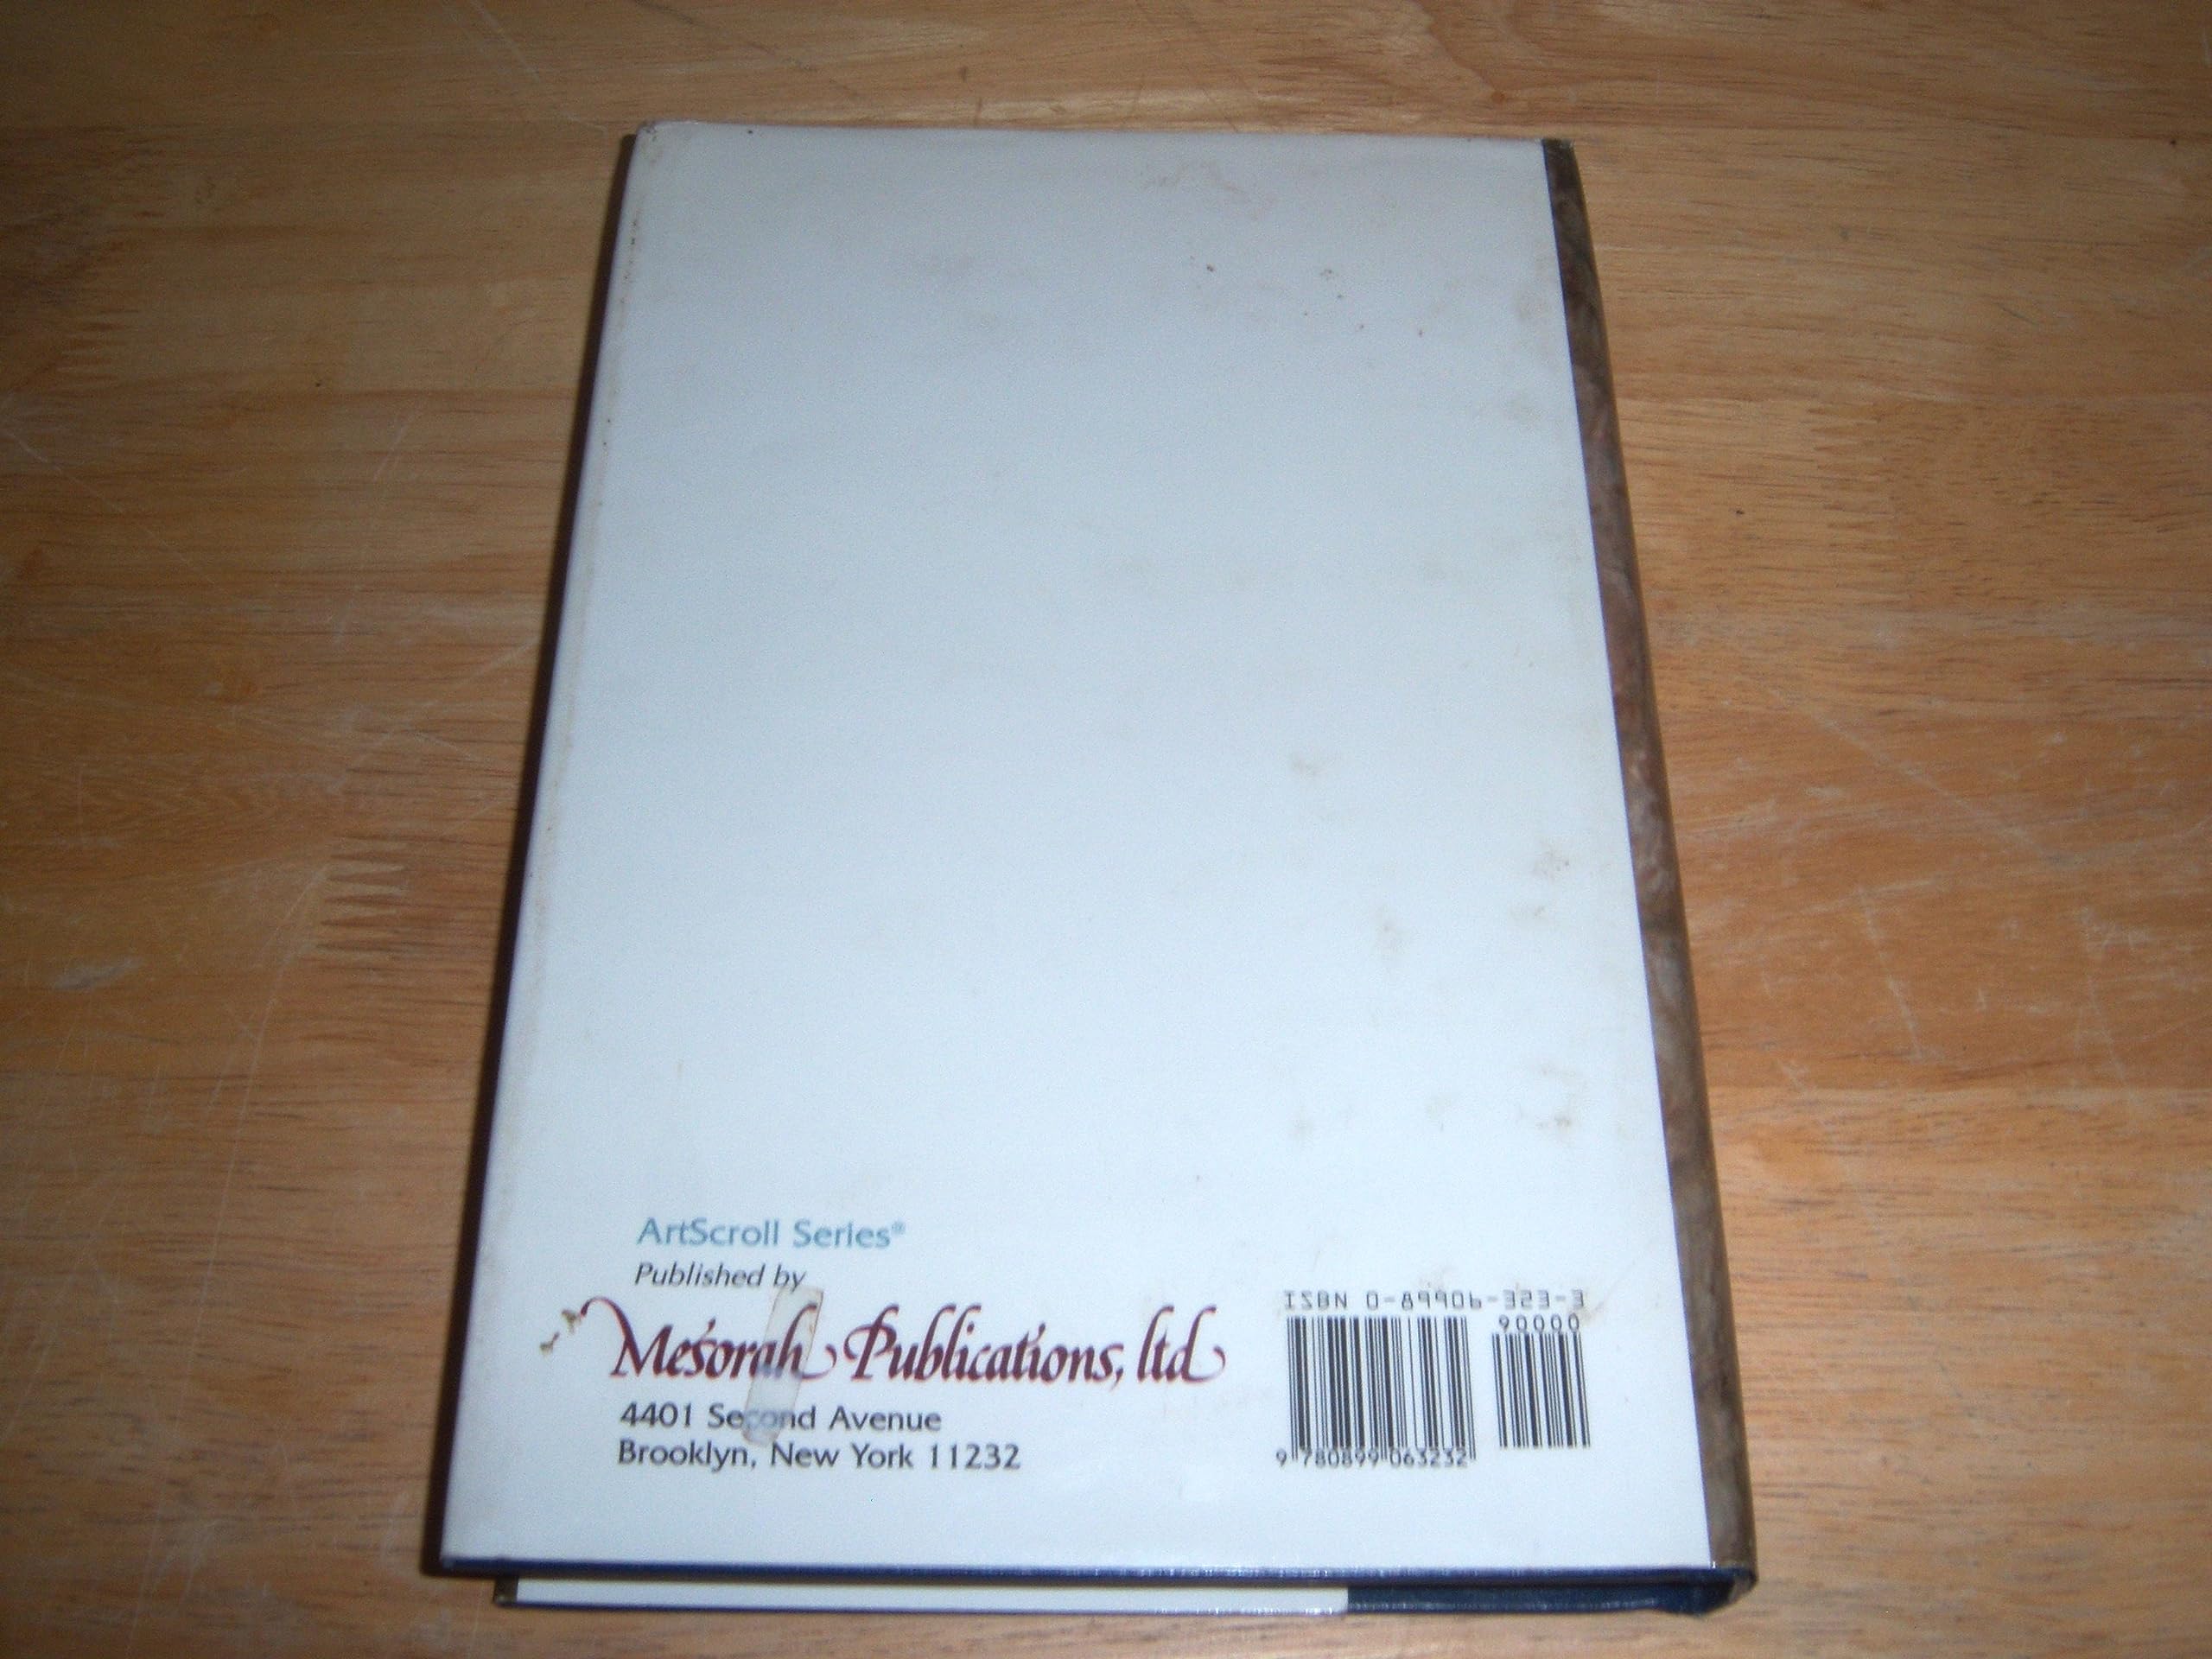 ArtScroll Series®
Published by
Mesorah Publications, ltd
4401 Second Avenue
Brooklyn, New York 11232
ISBN 0-89906-323-3
90000
9 780899 063232